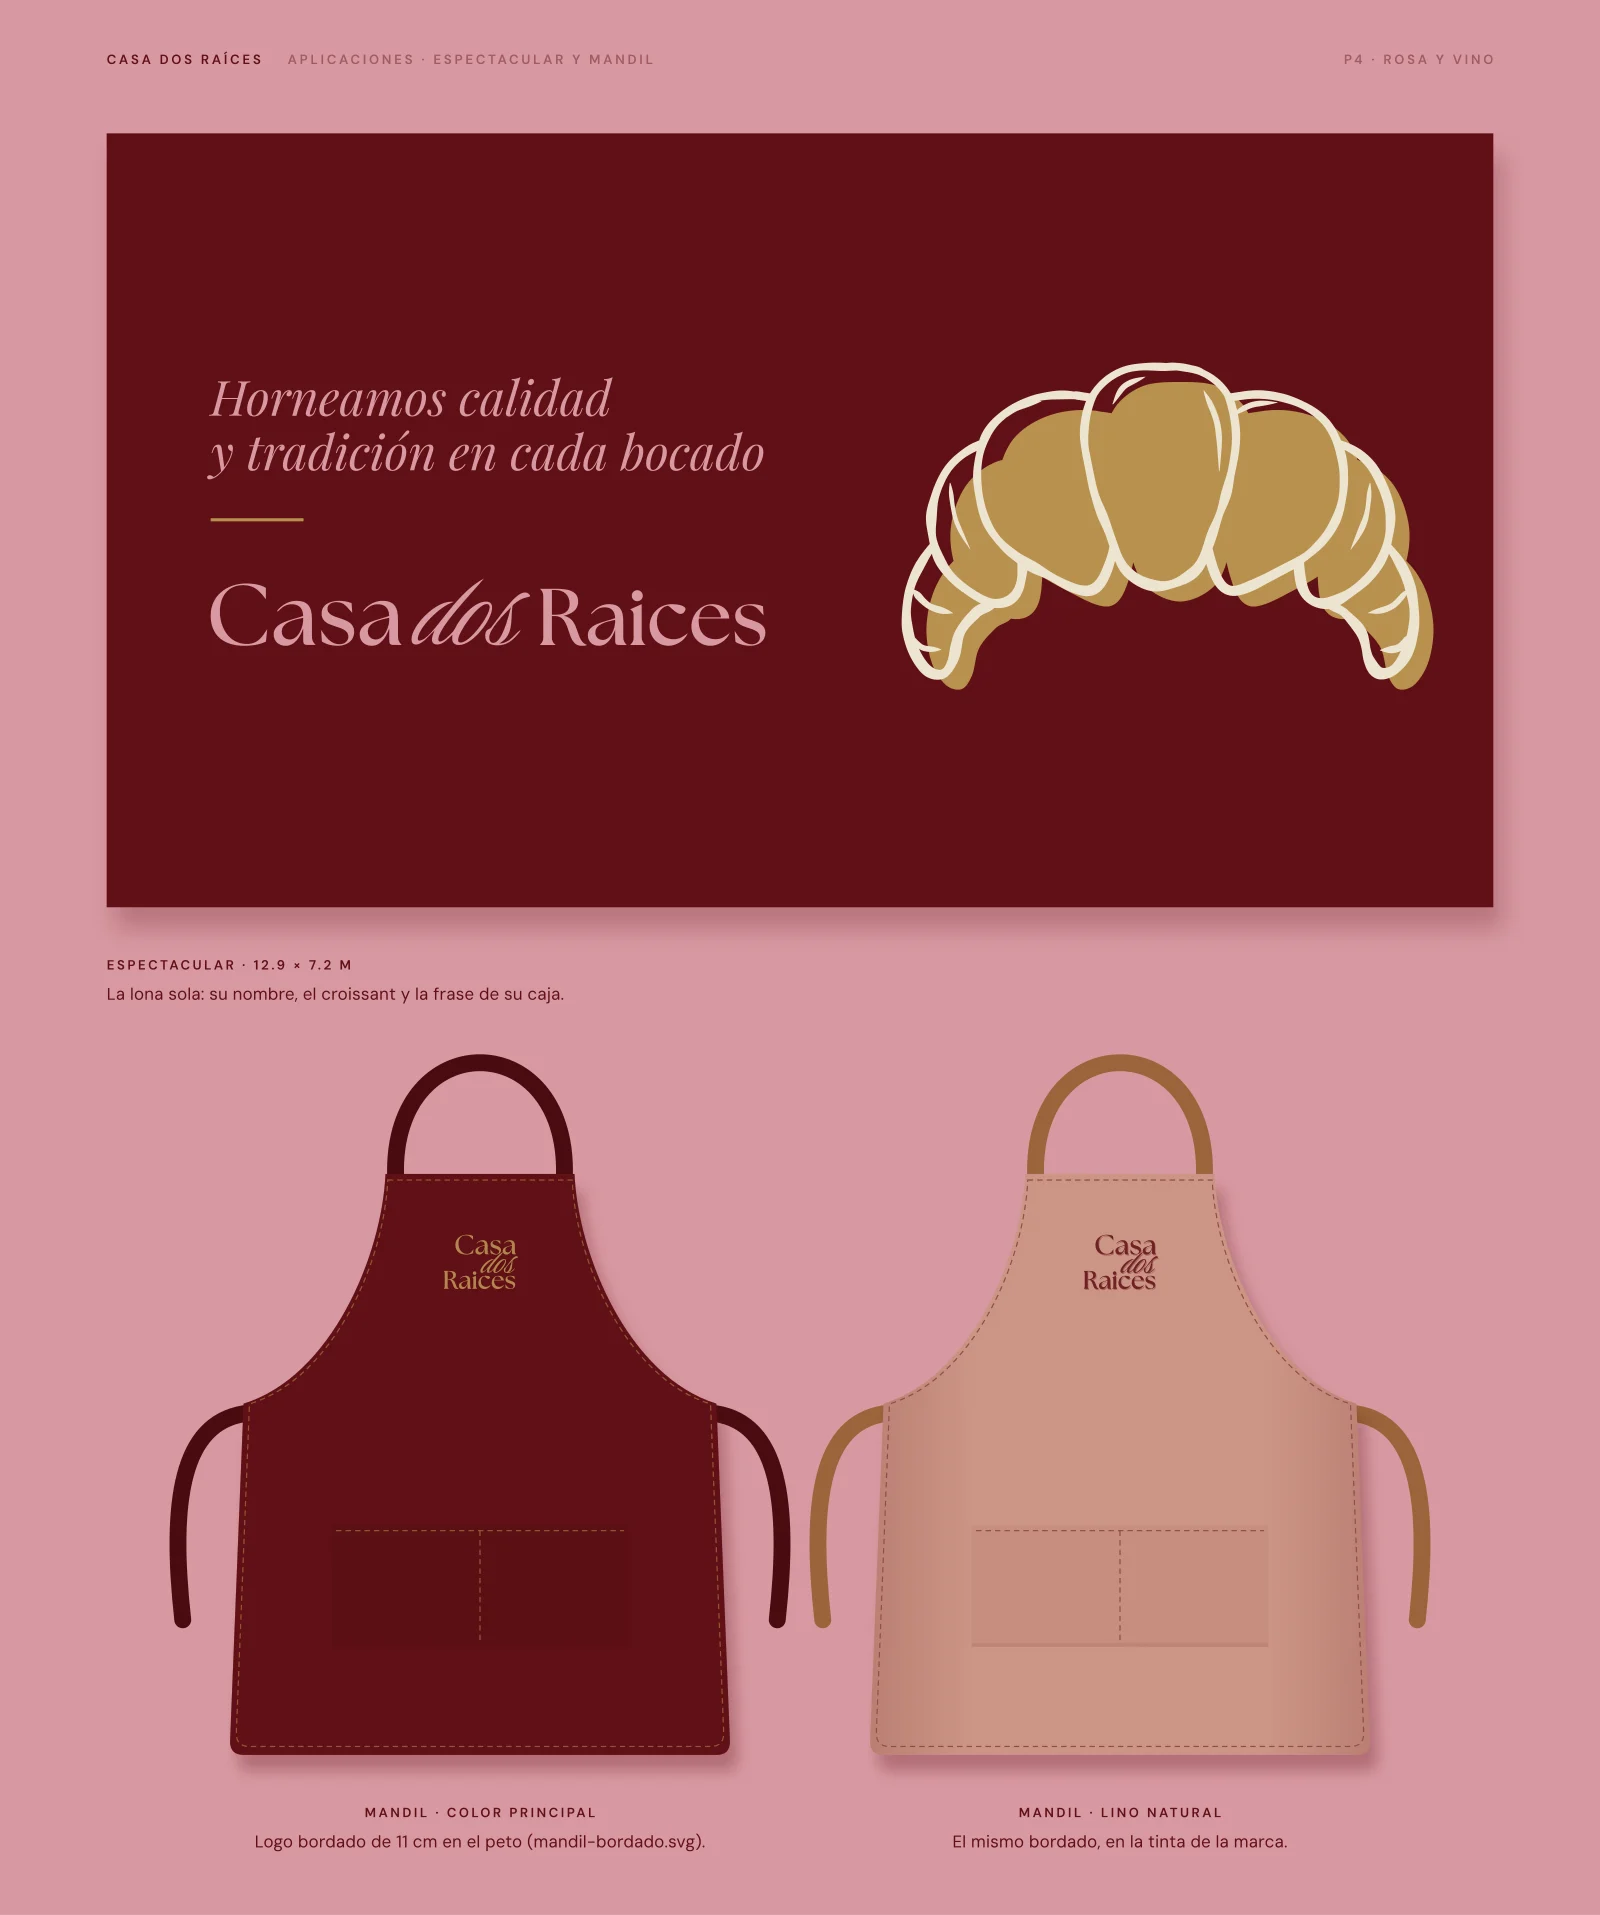 CASA DOS RAÍCES APLICACIONES · ESPECTACULAR Y MANDIL
P4 · ROSA Y VINO
Horneamos calidad
y tradición en cada bocado
Casa dos Raices
ESPECTACULAR · 12.9 × 7.2 M
La lona sola: su nombre, el croissant y la frase de su caja.
Casa
dos
Raices
Casa
dos
Raices
MANDIL · COLOR PRINCIPAL
Logo bordado de 11 cm en el peto (mandil-bordado.svg).
MANDIL · LINO NATURAL
El mismo bordado, en la tinta de la marca.